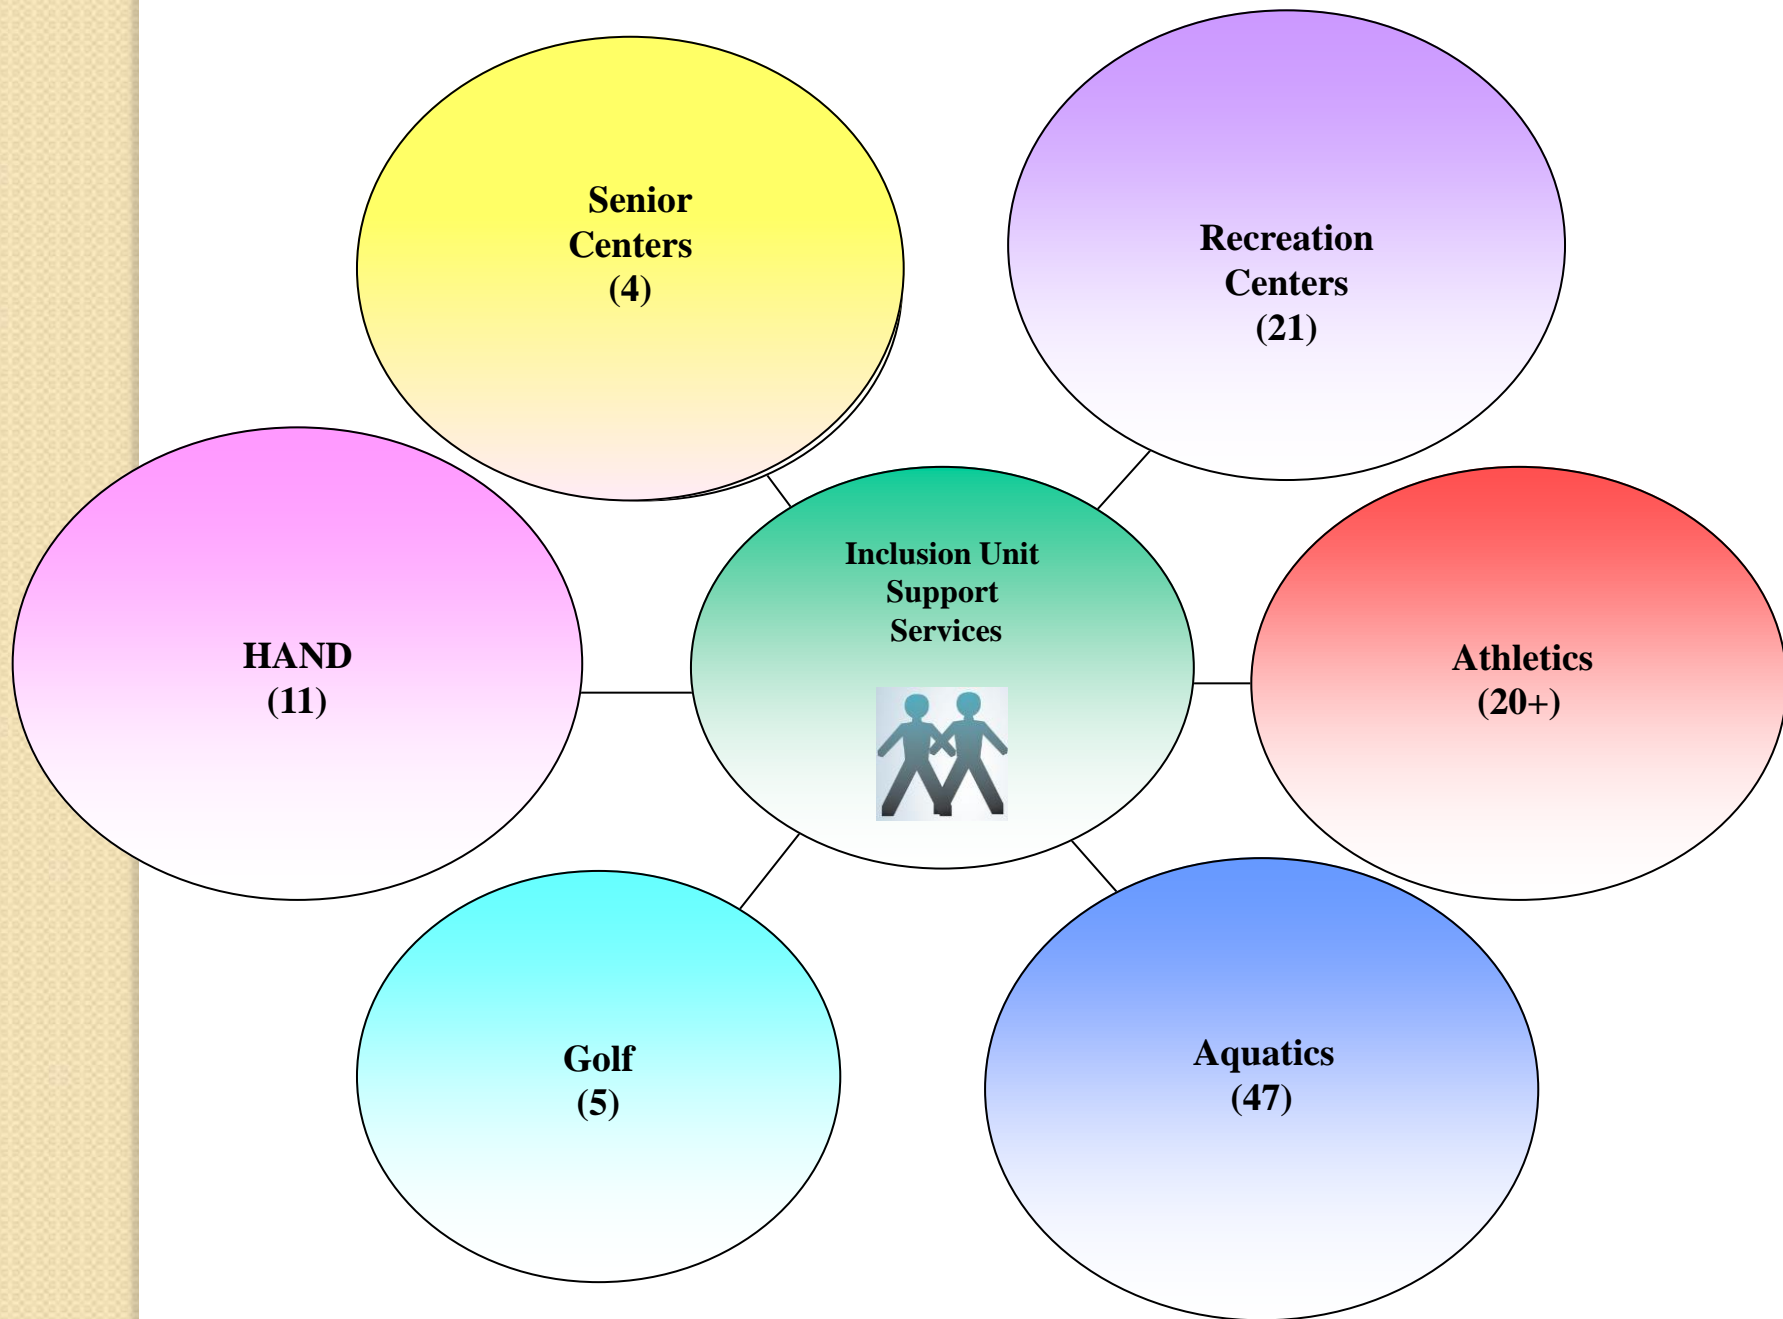 Senior
Centers
(4)
Recreation
Centers
(21)
Inclusion Unit
Support
Services
HAND
(11)
Athletics
(20+)
Golf
(5)
Aquatics
(47)